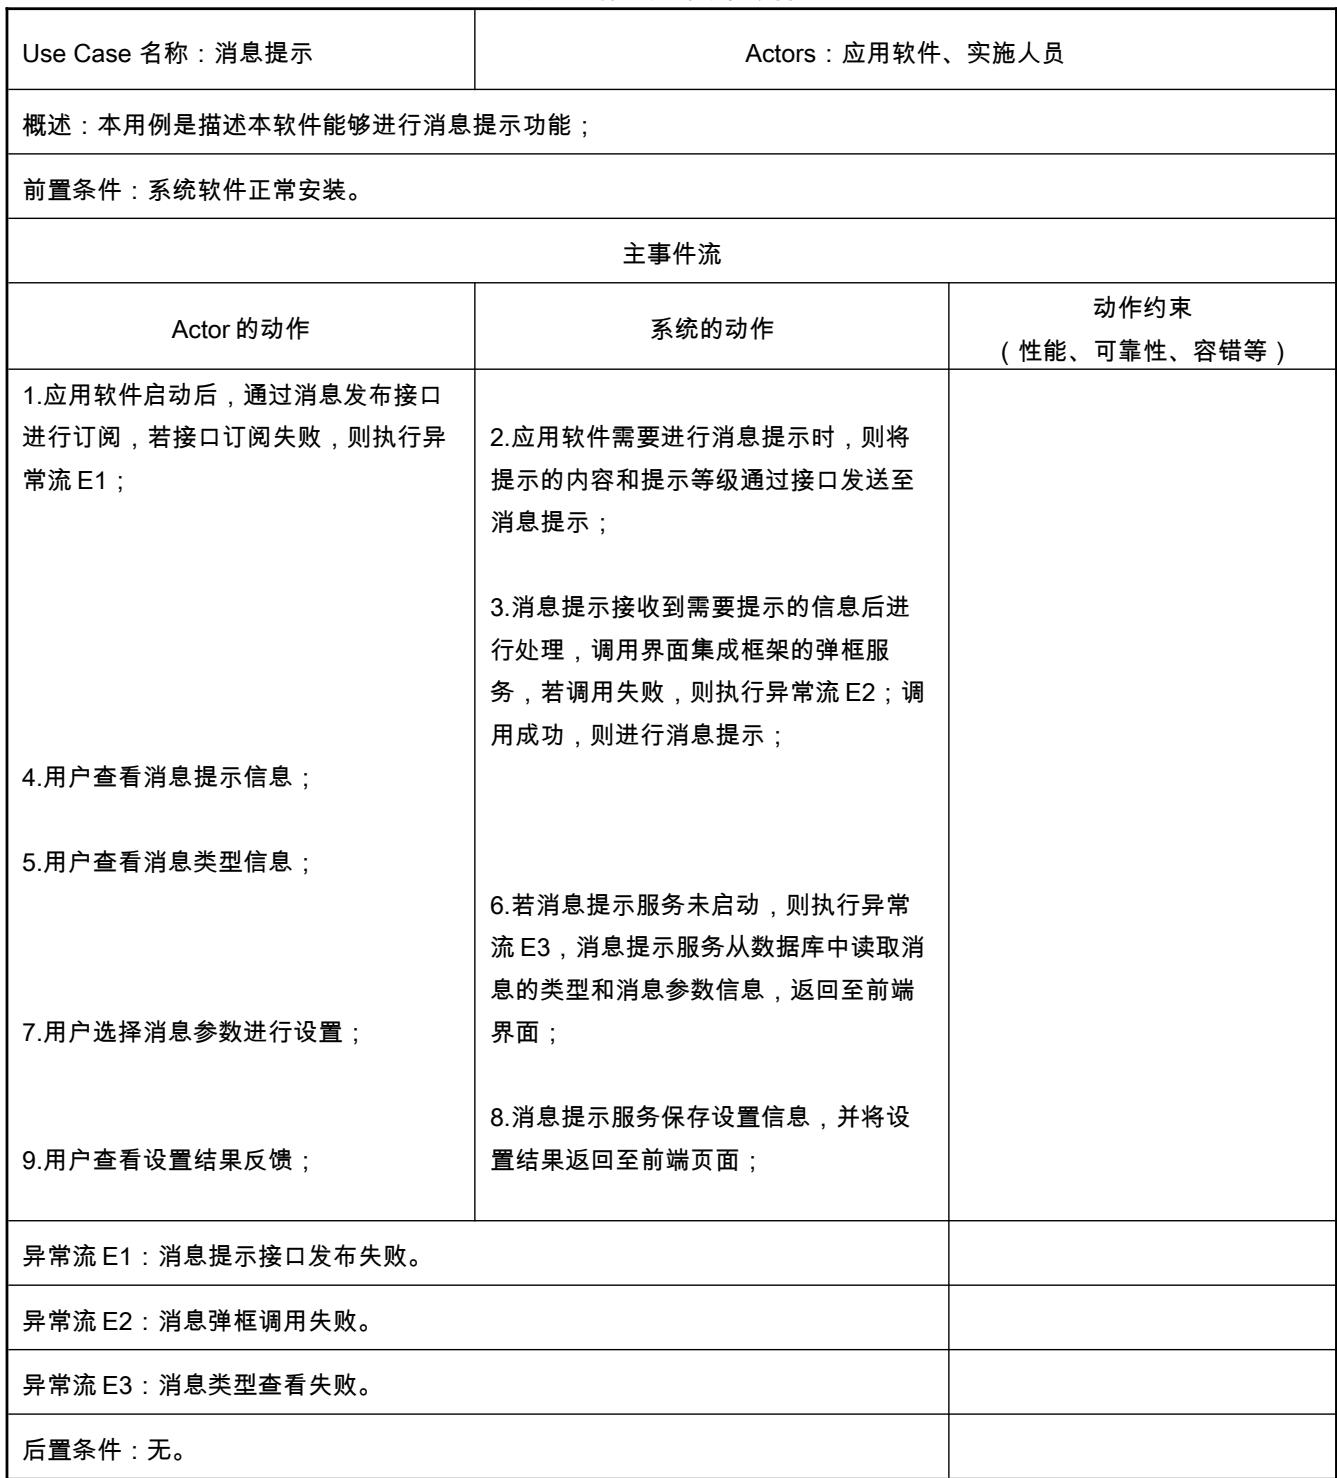 Use Case 名称：消息提示
Actors：应用软件、实施人员
概述：本用例是描述本软件能够进行消息提示功能；
前置条件：系统软件正常安装。
主事件流
Actor 的动作
系统的动作
动作约束
（性能、可靠性、容错等）
1.应用软件启动后，通过消息发布接口
进行订阅，若接口订阅失败，则执行异
常流 E1；
2.应用软件需要进行消息提示时，则将
提示的内容和提示等级通过接口发送至
消息提示；
3.消息提示接收到需要提示的信息后进
行处理，调用界面集成框架的弹框服
务，若调用失败，则执行异常流 E2；调
用成功，则进行消息提示；
4.用户查看消息提示信息；
5.用户查看消息类型信息；
6.若消息提示服务未启动，则执行异常
流 E3，消息提示服务从数据库中读取消
息的类型和消息参数信息，返回至前端
界面；
7.用户选择消息参数进行设置；
8.消息提示服务保存设置信息，并将设
置结果返回至前端页面；
9.用户查看设置结果反馈；
异常流 E1：消息提示接口发布失败。
异常流 E2：消息弹框调用失败。
异常流 E3：消息类型查看失败。
后置条件：无。